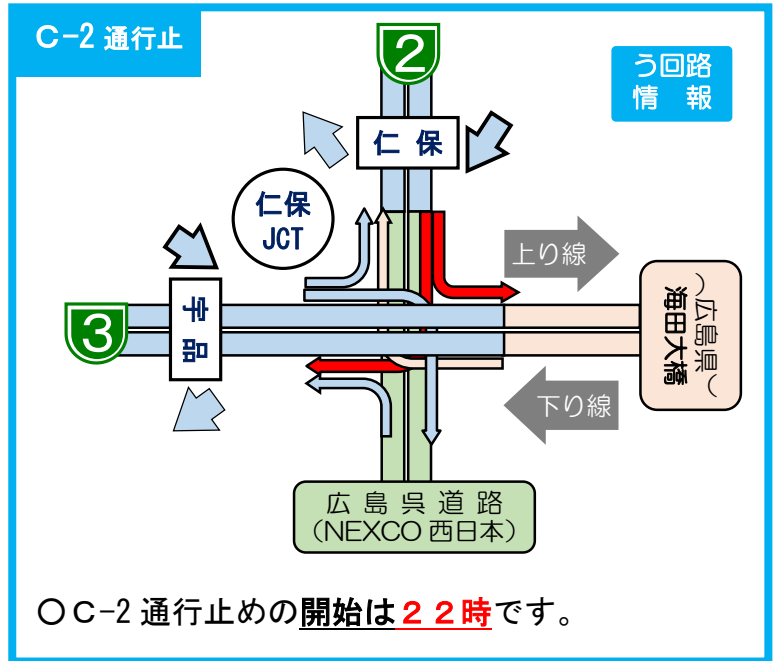 C-2 通行止
2
う回路
情 報
仁 保
仁保
JCT
上り線
3
宇品
（広島県）
海田大橋
下り線
広 島 呉 道 路
（NEXCO 西日本）
〇C-2 通行止めの開始は２２時です。